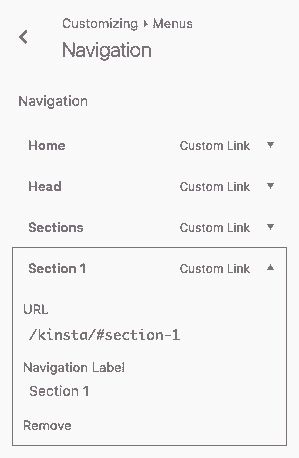 Customizing ▸ Menus
Navigation
Navigation
Home Custom Link ▼
Head Custom Link ▼
Sections Custom Link ▼
Section 1 Custom Link ▲
URL
/kinsta/#section-1
Navigation Label
Section 1
Remove